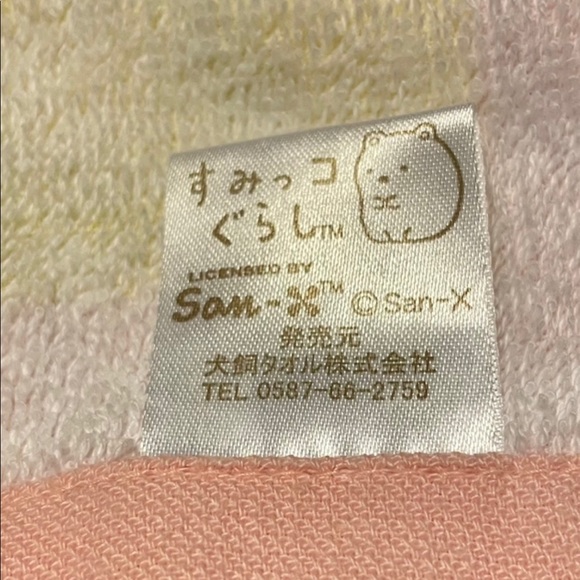 すみっコ
ぐらし™
LICENSED BY
San-X™ ©San-X
発売元
犬飼タオル株式会社
TEL 0587-66-2759